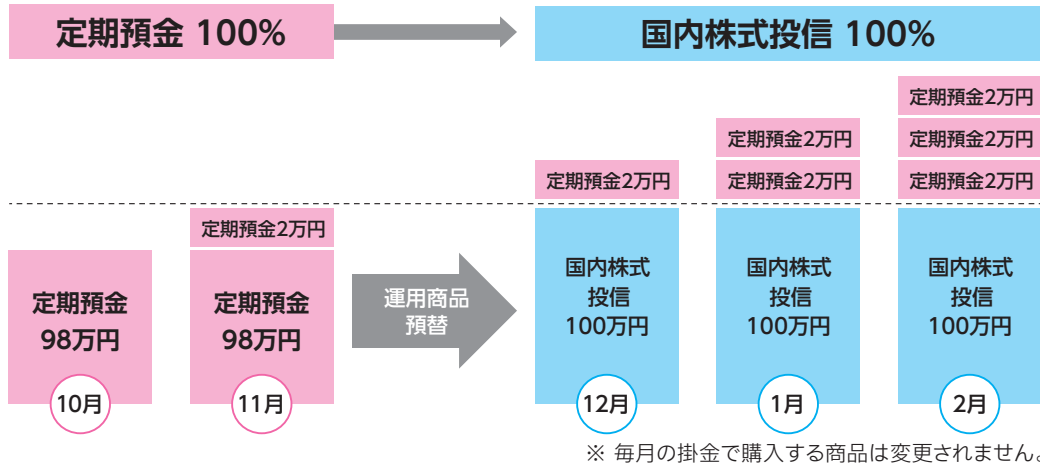 定期預金 100%
国内株式投信 100%
定期預金2万円
定期預金2万円
定期預金2万円
定期預金2万円
定期預金2万円
定期預金2万円
定期預金2万円
定期預金
98万円
10月
定期預金
98万円
11月
運用商品
預替
国内株式
投信
100万円
12月
国内株式
投信
100万円
1月
国内株式
投信
100万円
2月
※ 毎月の掛金で購入する商品は変更されません。